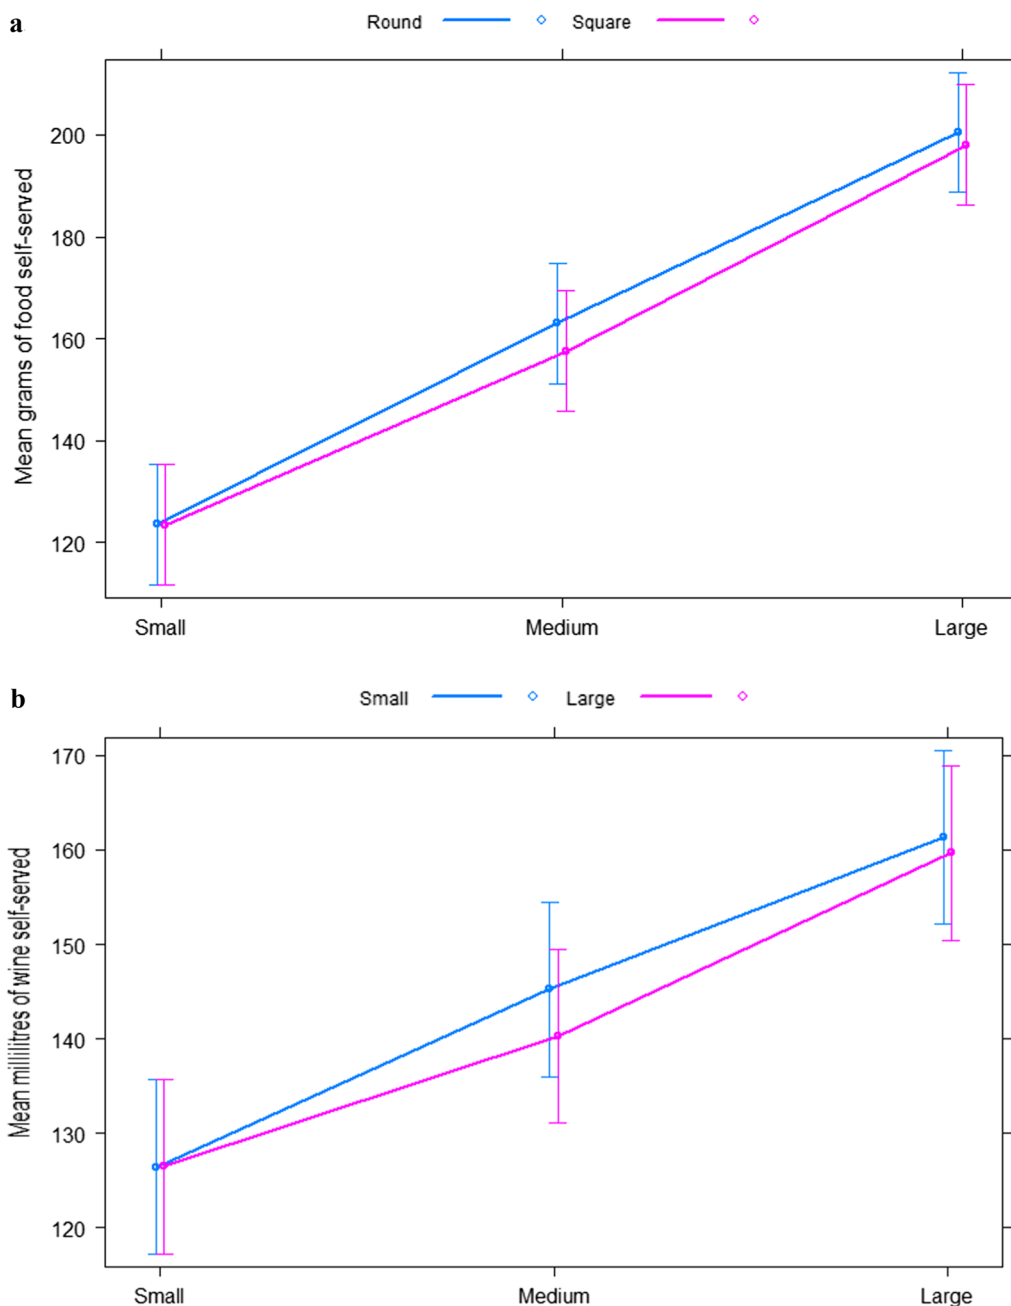 a
Round Square
Mean grams of food self-served
200
180
160
140
120
Small Medium Large
b
Small Large
Mean millilitres of wine self-served
170
160
150
140
130
120
Small Medium Large